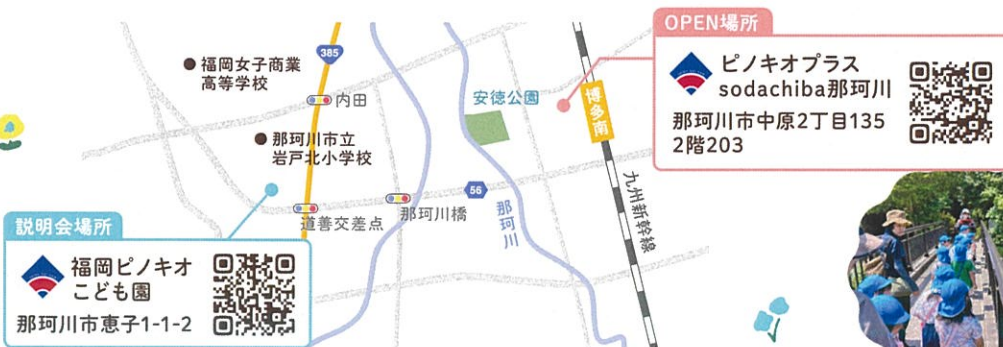 OPEN場所
ピノキオプラス
sodachiba那珂川
那珂川市中原2丁目135
2階203
385
福岡女子商業
高等学校
内田
安徳公園
博多南
那珂川市立
岩戸北小学校
56
九州新幹線
道善交差点
那珂川橋
那珂川
説明会場所
福岡ピノキオ
こども園
那珂川市恵子1-1-2